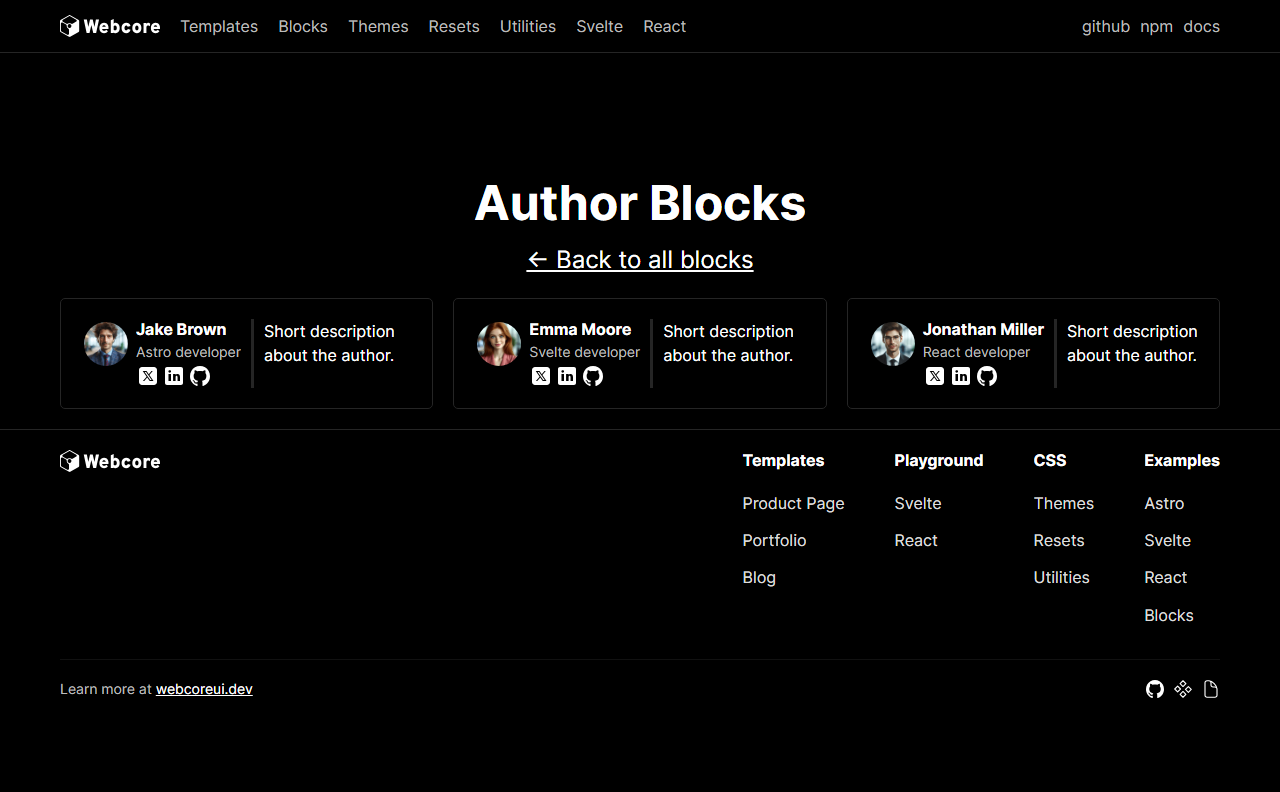 Webcore Templates Blocks Themes Resets Utilities Svelte React github npm docs
Author Blocks
← Back to all blocks
Jake Brown
Astro developer
Short description
about the author.
Emma Moore
Svelte developer
Short description
about the author.
Jonathan Miller
React developer
Short description
about the author.
Webcore
Templates
Product Page
Portfolio
Blog
Playground
Svelte
React
CSS
Themes
Resets
Utilities
Examples
Astro
Svelte
React
Blocks
Learn more at webcoreui.dev